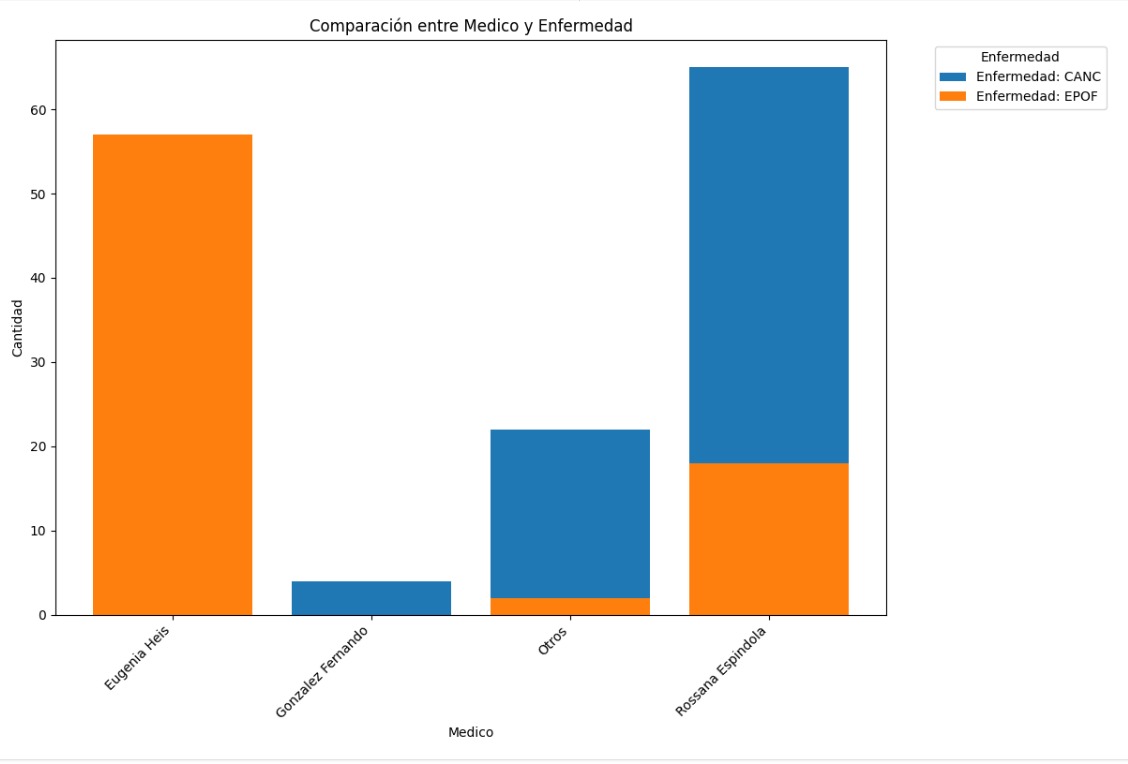 Comparación entre Medico y Enfermedad
Enfermedad
Enfermedad: CANC
Enfermedad: EPOF
Cantidad
60
50
40
30
20
10
0
Eugenia Heis
Gonzalez Fernando
Otros
Rossana Espindola
Medico